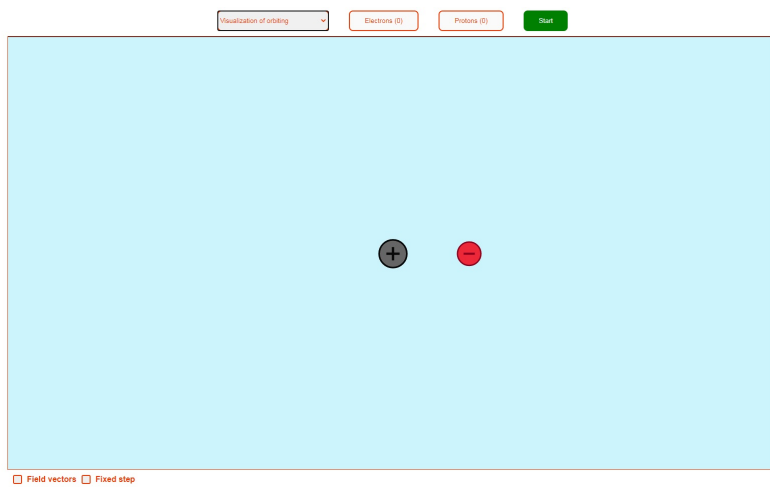 Visualization of orbiting Electrons (0) Protons (0) Start
Field vectors Fixed step